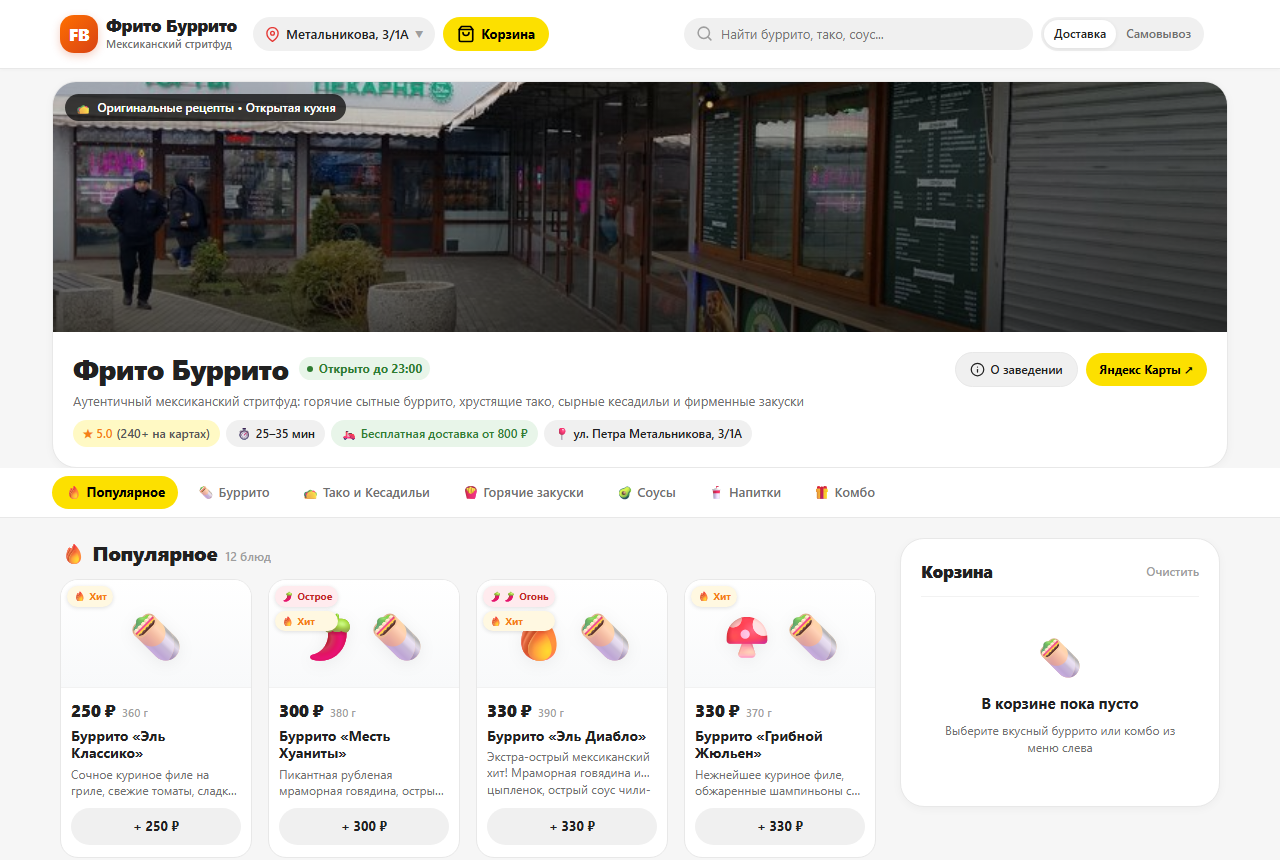 FB
Фрито Буррито
Мексиканский стритфуд
Метальникова, 3/1А ▼
Корзина
Найти буррито, тако, соус...
Доставка
Самовывоз
ПЕКАРНЯ
Оригинальные рецепты • Открытая кухня
Фрито Буррито
Открыто до 23:00
О заведении
Яндекс Карты ↗
Аутентичный мексиканский стритфуд: горячие сытные буррито, хрустящие тако, сырные кесадильи и фирменные закуски
★ 5.0 (240+ на картах)
25–35 мин
Бесплатная доставка от 800 ₽
ул. Петра Метальникова, 3/1А
Популярное
Буррито
Тако и Кесадильи
Горячие закуски
Соусы
Напитки
Комбо
Популярное 12 блюд
Хит
250 ₽ 360 г
Буррито «Эль
Классико»
Сочное куриное филе на
гриле, свежие томаты, сладк...
+ 250 ₽
Острое
Хит
300 ₽ 380 г
Буррито «Месть
Хуаниты»
Пикантная рубленая
мраморная говядина, остры...
+ 300 ₽
Огонь
Хит
330 ₽ 390 г
Буррито «Эль Диабло»
Экстра-острый мексиканский
хит! Мраморная говядина и...
цыпленок, острый соус чили-
+ 330 ₽
Хит
330 ₽ 370 г
Буррито «Грибной
Жюльен»
Нежнейшее куриное филе,
обжаренные шампиньоны с...
+ 330 ₽
Корзина
Очистить
В корзине пока пусто
Выберите вкусный буррито или комбо из
меню слева